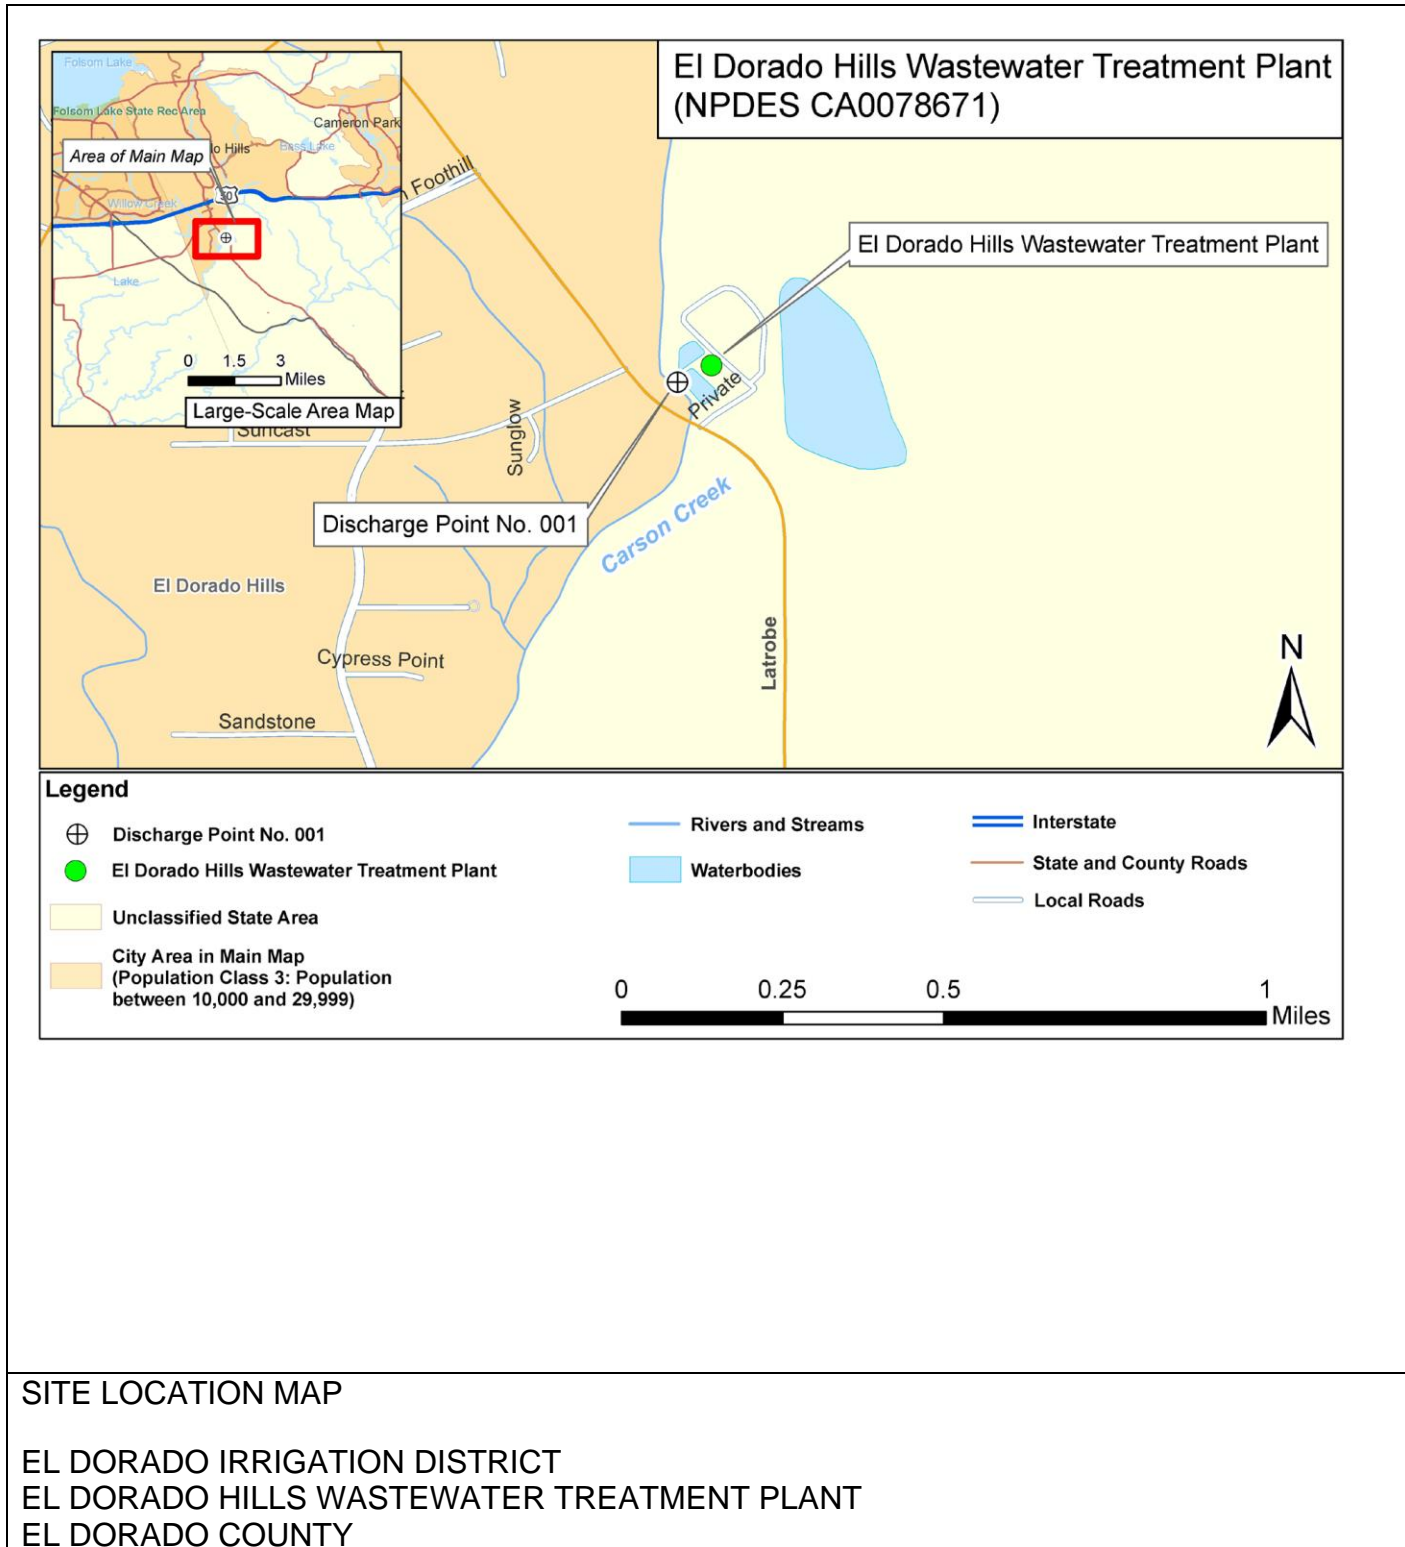 El Dorado Hills Wastewater Treatment Plant
(NPDES CA0078671)
Folsom Lake
Folsom Lake State Rec Area
Cameron Park
Area of Main Map
lo Hills
Bass Lake
Willow Creek
50
Lake
0 1.5 3
Miles
Large-Scale Area Map
n Foothill
El Dorado Hills Wastewater Treatment Plant
Private
Suncast
Sunglow
Discharge Point No. 001
Carson Creek
El Dorado Hills
Latrobe
Cypress Point
Sandstone
N
Legend
Discharge Point No. 001
El Dorado Hills Wastewater Treatment Plant
Unclassified State Area
City Area in Main Map
(Population Class 3: Population
between 10,000 and 29,999)
Rivers and Streams
Waterbodies
Interstate
State and County Roads
Local Roads
0 0.25 0.5 1
Miles
SITE LOCATION MAP
EL DORADO IRRIGATION DISTRICT
EL DORADO HILLS WASTEWATER TREATMENT PLANT
EL DORADO COUNTY